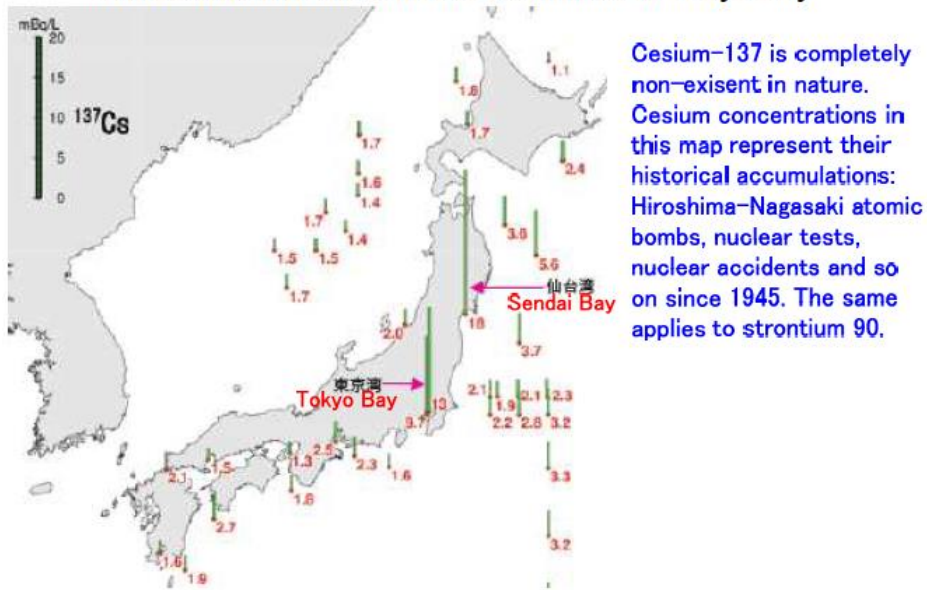 mBq/L
20
15
10
5
0
137Cs
Cesium-137 is completely
non-exisent in nature.
Cesium concentrations in
this map represent their
historical accumulations:
Hiroshima-Nagasaki atomic
bombs, nuclear tests,
nuclear accidents and so
on since 1945. The same
applies to strontium 90.
1.1
1.8
1.7
1.7
2.4
1.6
1.4
1.7
1.4
3.6
1.5
1.5
5.6
1.7
仙台湾
Sendai Bay
18
2.0
3.7
東京湾
Tokyo Bay
2.1
1.9
2.1
2.3
13
9.7
2.2
2.8
3.2
2.5
1.3
2.3
1.6
2.1
1.5
3.3
1.8
2.7
3.2
1.6
1.9